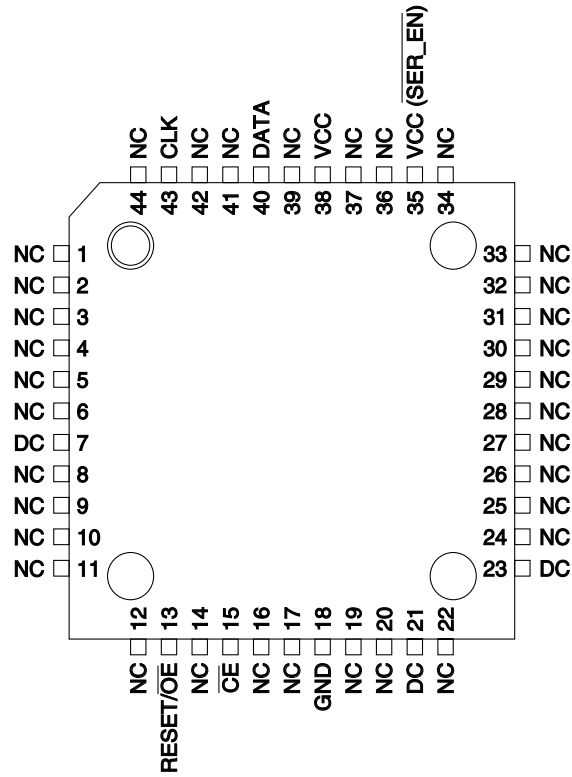 NC 44
CLK 43
NC 42
NC 41
DATA 40
NC 39
VCC 38
NC 37
NC 36
VCC (SER_EN) 35
NC 34
NC 1
NC 2
NC 3
NC 4
NC 5
NC 6
DC 7
NC 8
NC 9
NC 10
NC 11
33 NC
32 NC
31 NC
30 NC
29 NC
28 NC
27 NC
26 NC
25 NC
24 NC
23 DC
NC 12
RESET/OE 13
NC 14
CE 15
NC 16
NC 17
GND 18
NC 19
NC 20
DC 21
NC 22